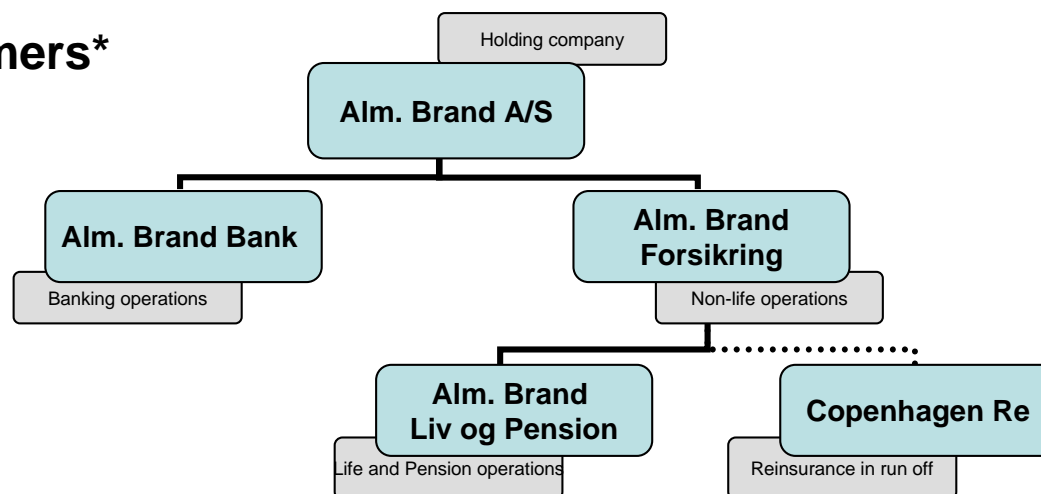 Holding company
Alm. Brand A/S
Alm. Brand Bank
Banking operations
Alm. Brand
Forsikring
Non-life operations
Alm. Brand
Liv og Pension
Life and Pension operations
Copenhagen Re
Reinsurance in run off